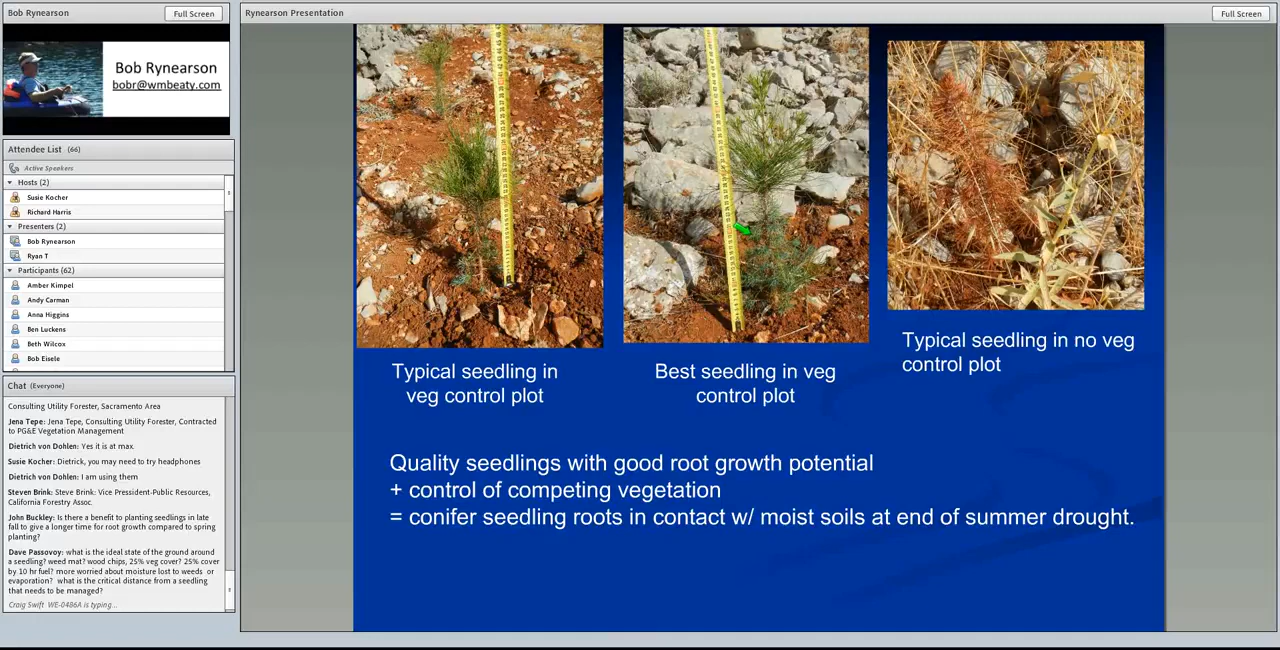 Bob Rynearson
Full Screen
Bob Rynearson
bobr@wmbeaty.com
Attendee List (66)
Active Speakers
Hosts (2)
Susie Kocher
Richard Harris
Presenters (2)
Bob Rynearson
Ryan T
Participants (62)
Amber Kimpel
Andy Carman
Anna Higgins
Ben Luckens
Beth Wilcox
Bob Eisele
Chat (Everyone)
Consulting Utility Forester, Sacramento Area
Jena Tepe: Jena Tepe, Consulting Utility Forester, Contracted
to PG&E Vegetation Management
Dietrich von Dohlen: Yes it is at max.
Susie Kocher: Dietrick, you may need to try headphones
Dietrich von Dohlen: I am using them
Steven Brink: Steve Brink: Vice President-Public Resources,
California Forestry Assoc.
John Buckley: Is there a benefit to planting seedlings in late
fall to give a longer time for root growth compared to spring
planting?
Dave Passovoy: what is the ideal state of the ground around
a seedling? weed mat? wood chips, 25% veg cover? 25% cover
by 10 hr fuel? more worried about moisture lost to weeds or
evaporation? what is the critical distance from a seedling
that needs to be managed?
Craig Swift WE-0486A is typing...
Rynearson Presentation
Full Screen
Typical seedling in
veg control plot
Best seedling in veg
control plot
Typical seedling in no veg
control plot
Quality seedlings with good root growth potential
+ control of competing vegetation
= conifer seedling roots in contact w/ moist soils at end of summer drought.